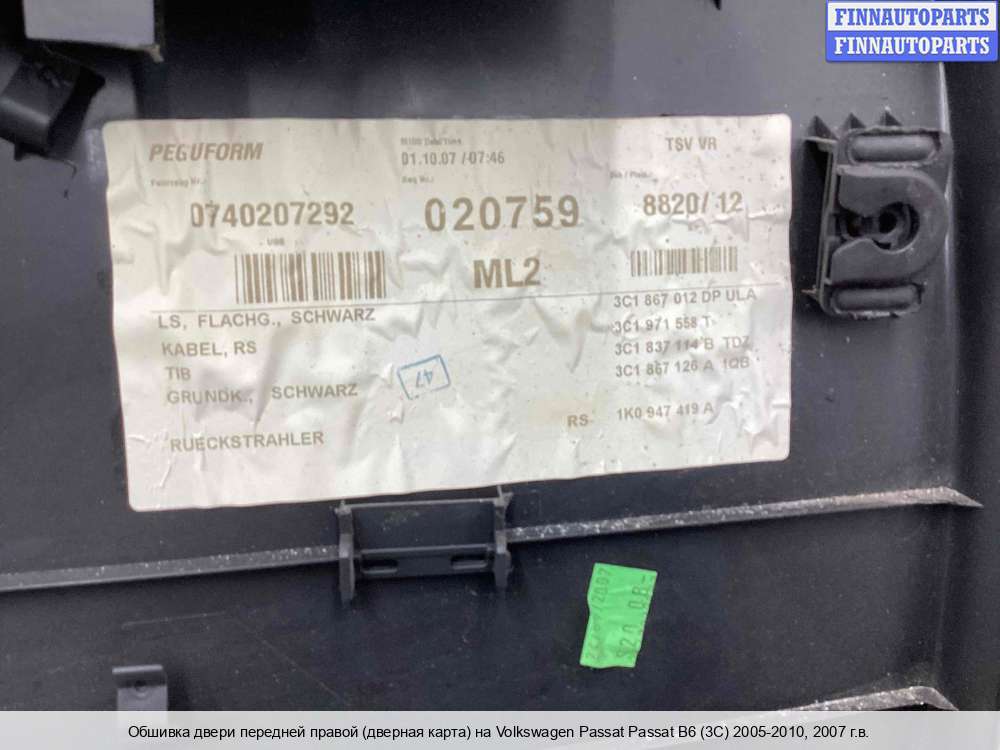 FINNAUTOPARTS
FINNAUTOPARTS
PEGUFORM
01.10.07 / 07:46
TSV VR
0740207292
020759
8820/ 12
ML2
LS, FLACHG., SCHWARZ
3C1 867 012 DP ULA
3C1 971 558 T
KABEL, RS
3C1 837 114 B TDZ
TIB
3C1 867 126 A 1QB
47
GRUNDK., SCHWARZ
RS 1K0 947 419 A
RUECKSTRAHLER
Обшивка двери передней правой (дверная карта) на Volkswagen Passat Passat B6 (3C) 2005-2010, 2007 г.в.